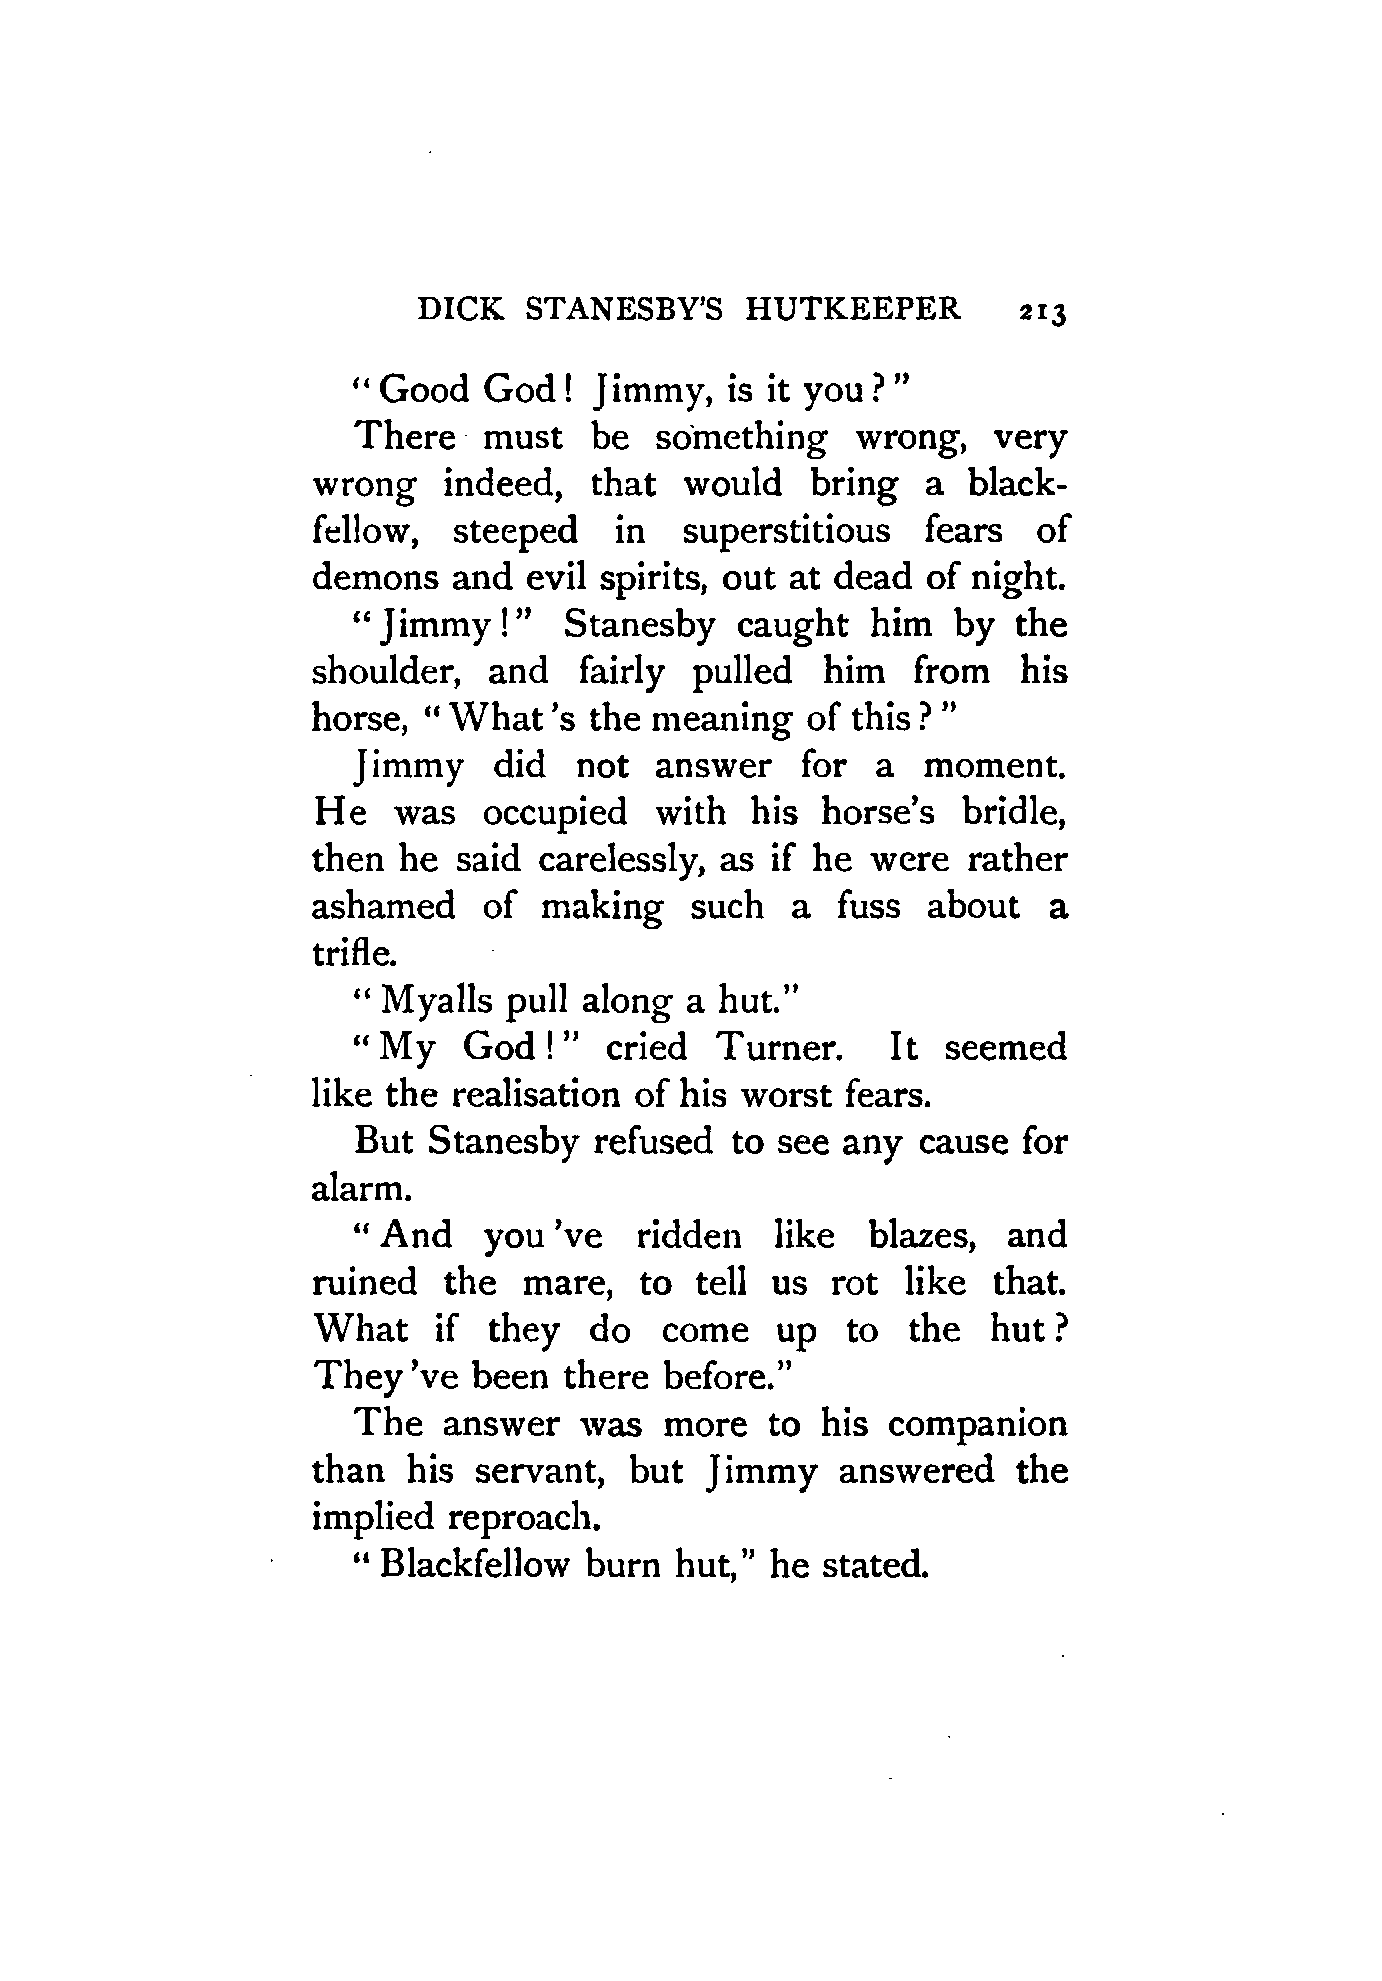 DICK STANESBY'S HUTKEEPER 213
"Good God! Jimmy, is it you?"
There must be something wrong, very
wrong indeed, that would bring a black-
fellow, steeped in superstitious fears of
demons and evil spirits, out at dead of night.
"Jimmy!" Stanesby caught him by the
shoulder, and fairly pulled him from his
horse, "What's the meaning of this?"
Jimmy did not answer for a moment.
He was occupied with his horse's bridle,
then he said carelessly, as if he were rather
ashamed of making such a fuss about a
trifle.
"Myalls pull along a hut."
"My God!" cried Turner. It seemed
like the realisation of his worst fears.
But Stanesby refused to see any cause for
alarm.
"And you've ridden like blazes, and
ruined the mare, to tell us rot like that.
What if they do come up to the hut?
They've been there before."
The answer was more to his companion
than his servant, but Jimmy answered the
implied reproach.
"Blackfellow burn hut," he stated.